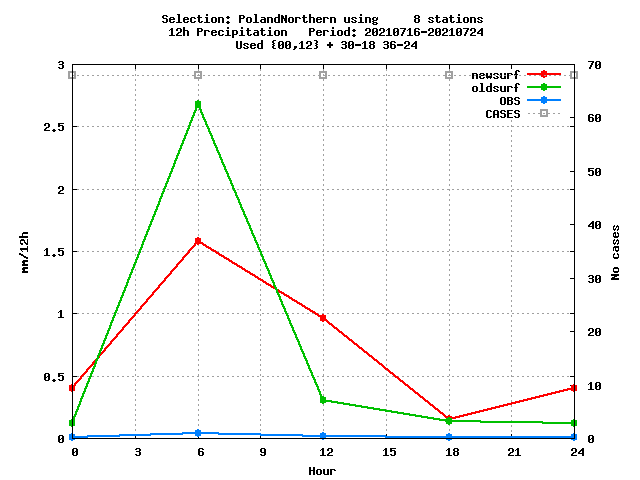 Selection: PolandNorthern using     8 stations
12h Precipitation   Period: 20210716-20210724
Used {00,12} + 30-18 36-24
3 70
newsurf
oldsurf
OBS
CASES
2.5 60
2 50
40
1.5
30
1
20
0.5 10
0 0
0 3 6 9 12 15 18 21 24
Hour
mm/12h
No cases